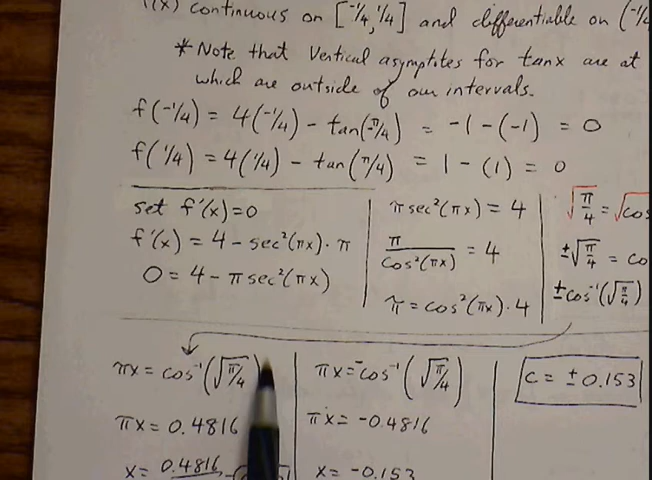 f(x) continuous on [-1/4, 1/4] and differentiable on (-1/4
* Note that Vertical asymptites for tanx are at
which are outside of our intervals.
f(-1/4) = 4(-1/4) - tan(-π/4) = -1 - (-1) = 0
f(1/4) = 4(1/4) - tan(π/4) = 1 - (1) = 0
set f'(x)=0
f'(x) = 4 - sec²(πx)·π
0 = 4 - πsec²(πx)
πsec²(πx) = 4
π/cos²(πx) = 4
π = cos²(πx)·4
√π/4 = √cos
±√π/4 = co
±cos⁻¹(√π/4)
πx = cos⁻¹(√π/4)
πx = 0.4816
x = 0.4816
πx = -cos⁻¹(√π/4)
πx = -0.4816
x = -0.153
c = ±0.153